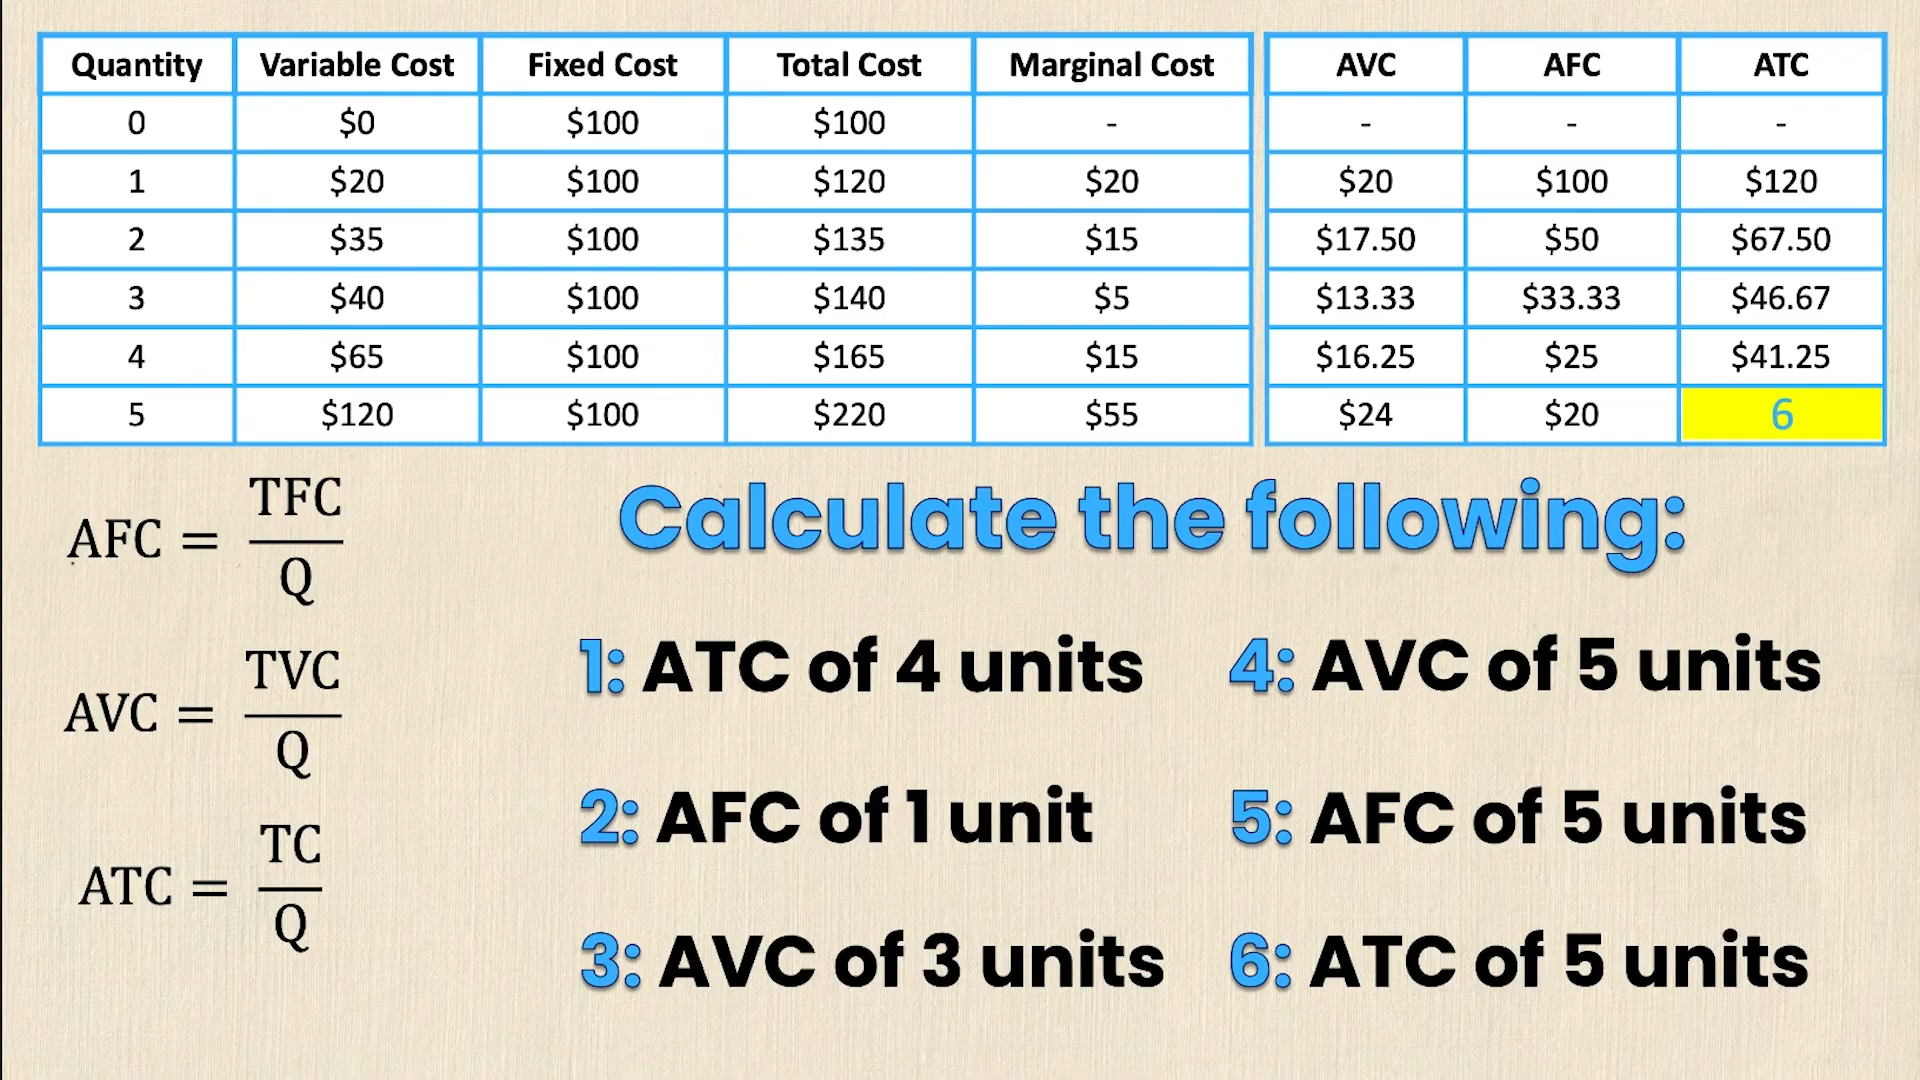 Quantity Variable Cost Fixed Cost Total Cost Marginal Cost AVC AFC ATC
0 $0 $100 $100 - - - -
1 $20 $100 $120 $20 $20 $100 $120
2 $35 $100 $135 $15 $17.50 $50 $67.50
3 $40 $100 $140 $5 $13.33 $33.33 $46.67
4 $65 $100 $165 $15 $16.25 $25 $41.25
5 $120 $100 $220 $55 $24 $20 6
AFC = TFC
Q
AVC = TVC
Q
ATC = TC
Q
Calculate the following:
1: ATC of 4 units
2: AFC of 1 unit
3: AVC of 3 units
4: AVC of 5 units
5: AFC of 5 units
6: ATC of 5 units